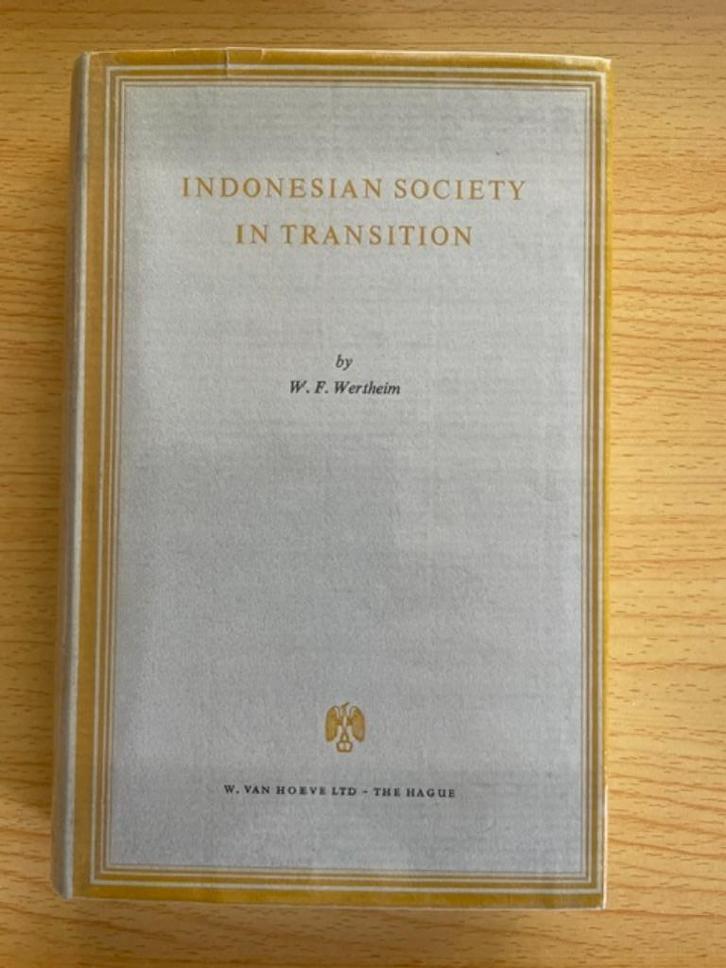 INDONESIAN SOCIETY
IN TRANSITION
by
W. F. Wertheim
W. VAN HOEVE LTD - THE HAGUE